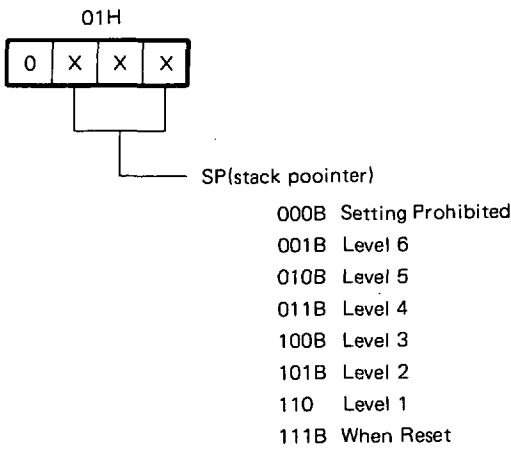 01H
0 X X X
SP(stack poointer)
000B Setting Prohibited
001B Level 6
010B Level 5
011B Level 4
100B Level 3
101B Level 2
110 Level 1
111B When Reset